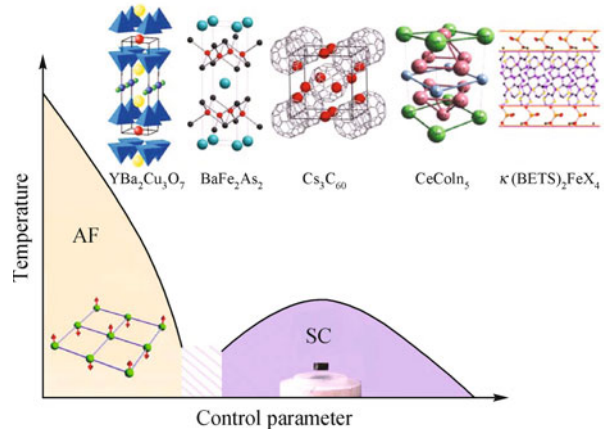 YBa₂Cu₃O₇ BaFe₂As₂ Cs₃C₆₀ CeCoIn₅ κ(BETS)₂FeX₄
Temperature
AF
SC
Control parameter